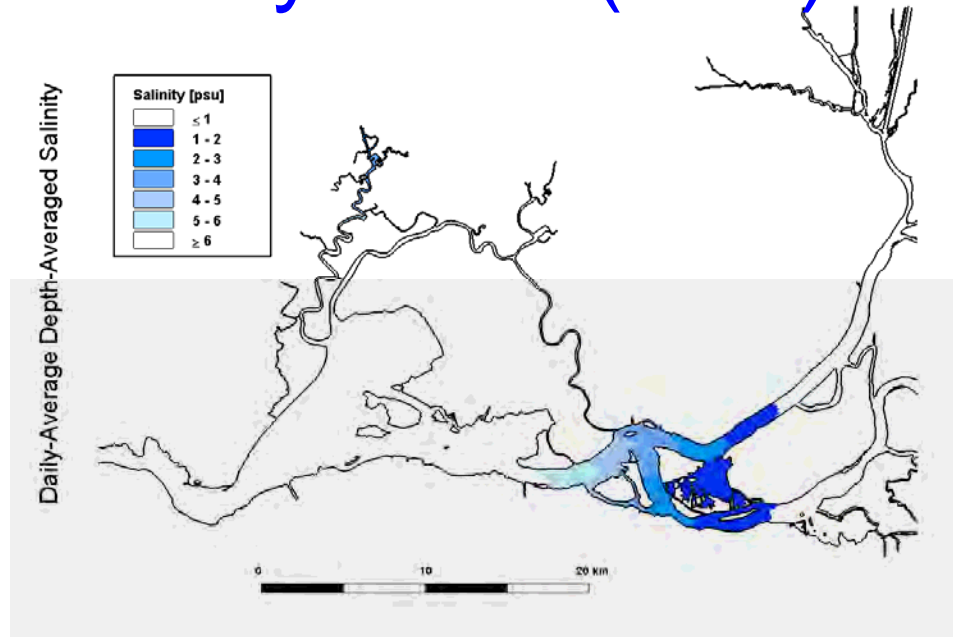 Daily-Average Depth-Averaged Salinity
Salinity [psu]
≤ 1
1 - 2
2 - 3
3 - 4
4 - 5
5 - 6
≥ 6
0 10 20 km